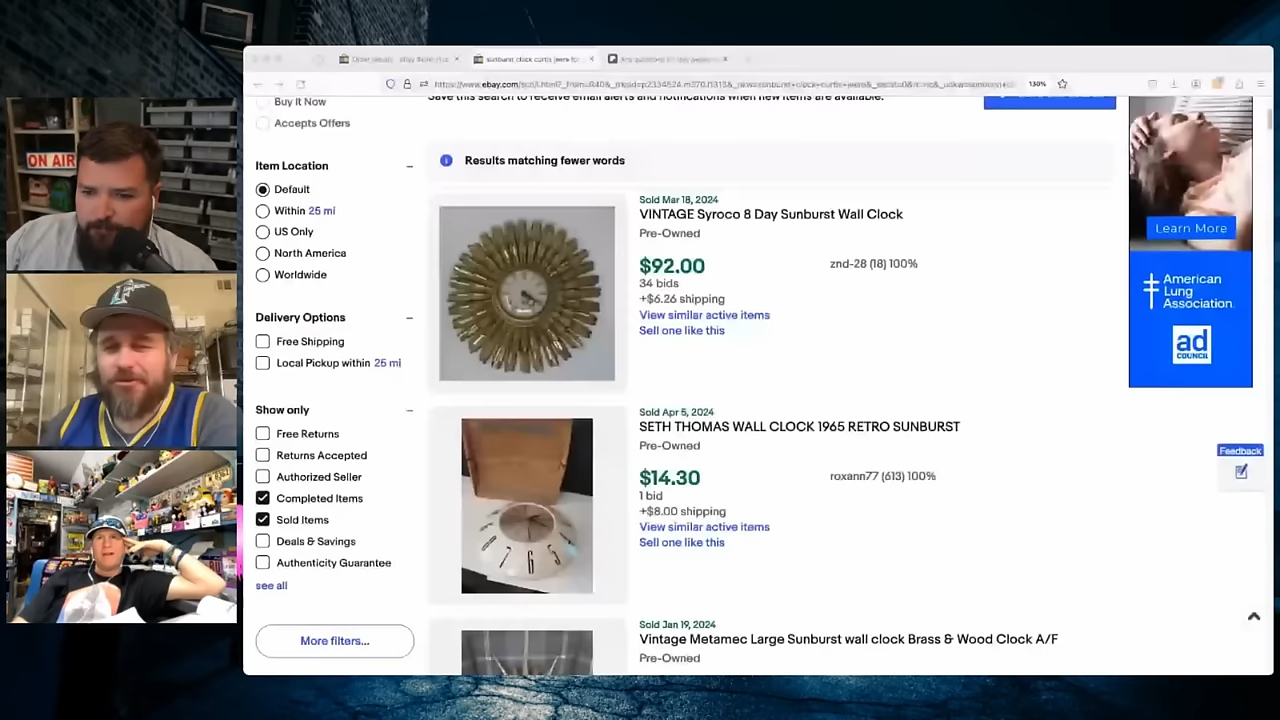 ON AIR
130%
Buy It Now
Accepts Offers
Save this search to receive email alerts and notifications when new items are available.
Item Location
Default
Within 25 mi
US Only
North America
Worldwide
Delivery Options
Free Shipping
Local Pickup within 25 mi
Show only
Free Returns
Returns Accepted
Authorized Seller
Completed Items
Sold Items
Deals & Savings
Authenticity Guarantee
see all
More filters...
Results matching fewer words
Sold Mar 18, 2024
VINTAGE Syroco 8 Day Sunburst Wall Clock
Pre-Owned
$92.00
znd-28 (18) 100%
34 bids
+$6.26 shipping
View similar active items
Sell one like this
Sold Apr 5, 2024
SETH THOMAS WALL CLOCK 1965 RETRO SUNBURST
Pre-Owned
$14.30
roxann77 (613) 100%
1 bid
+$8.00 shipping
View similar active items
Sell one like this
Sold Jan 19, 2024
Vintage Metamec Large Sunburst wall clock Brass & Wood Clock A/F
Pre-Owned
Learn More
American
Lung
Association.
ad
COUNCIL
Feedback